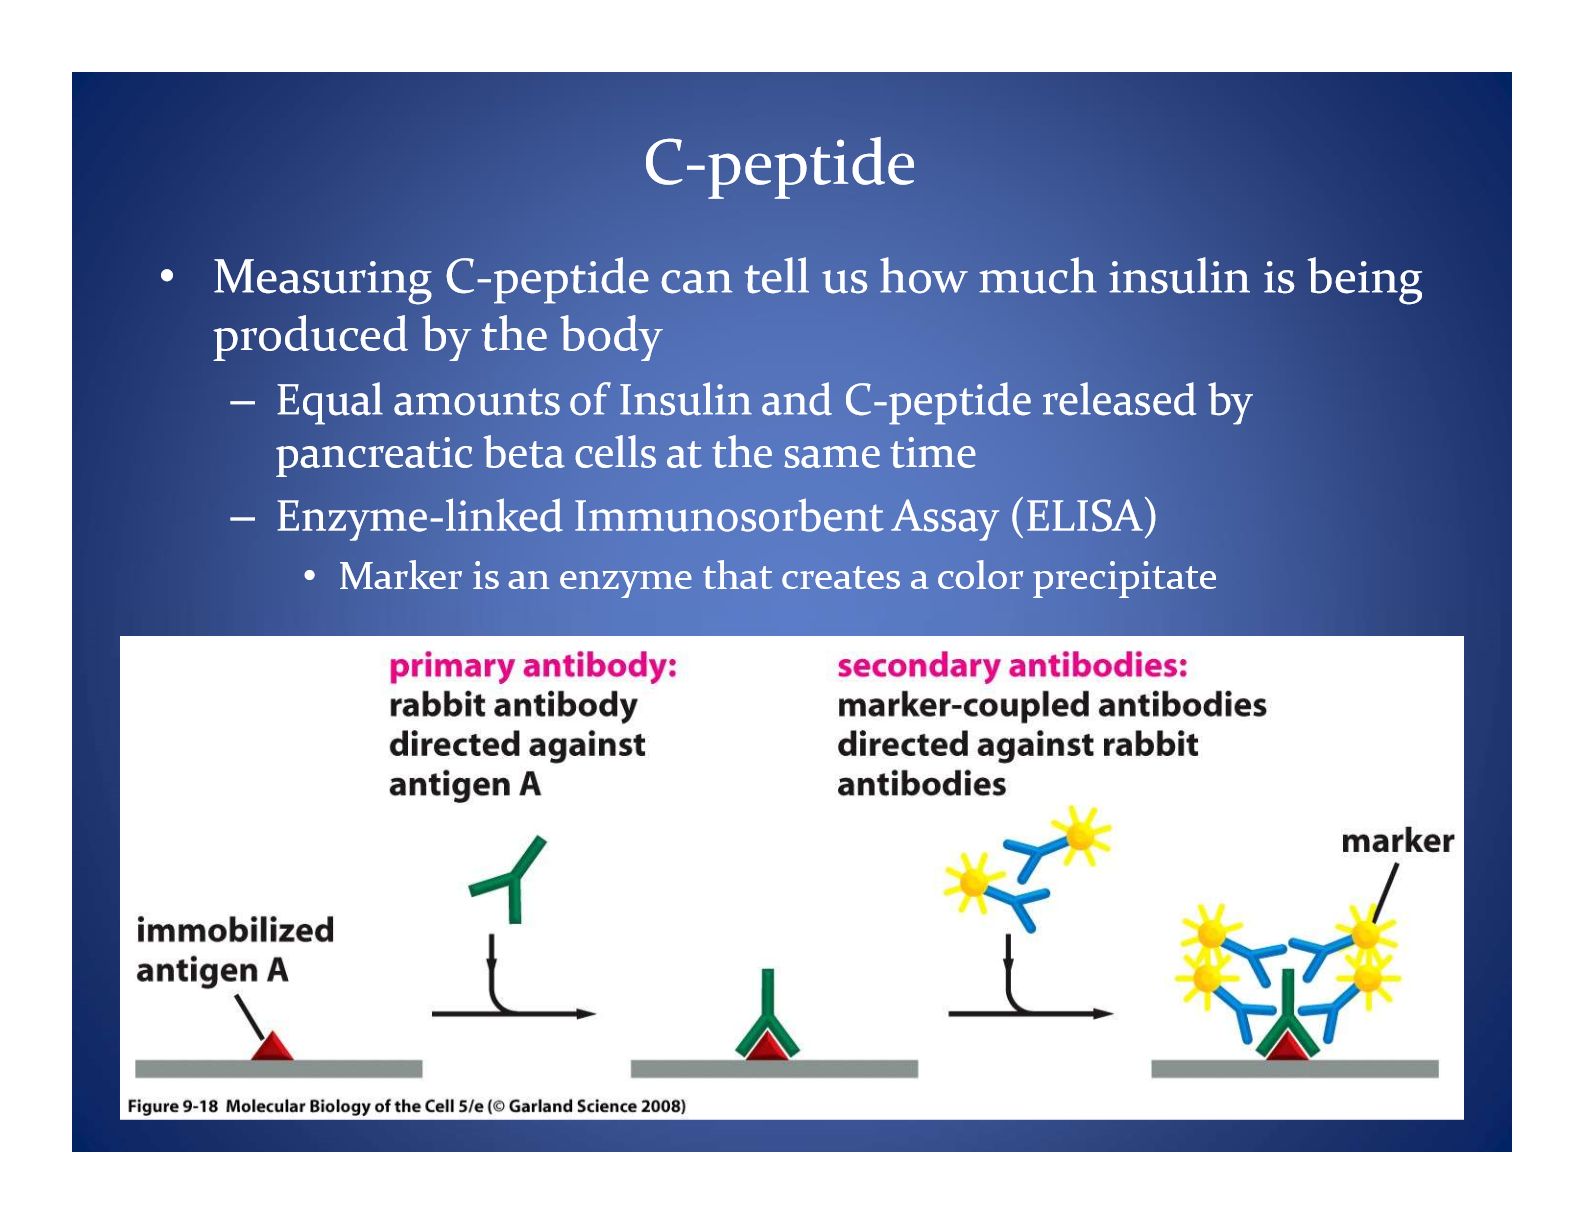 C-peptide
• Measuring C-peptide can tell us how much insulin is being
produced by the body
– Equal amounts of Insulin and C-peptide released by
pancreatic beta cells at the same time
– Enzyme-linked Immunosorbent Assay (ELISA)
• Marker is an enzyme that creates a color precipitate
primary antibody:
rabbit antibody
directed against
antigen A
secondary antibodies:
marker-coupled antibodies
directed against rabbit
antibodies
marker
immobilized
antigen A
Figure 9-18 Molecular Biology of the Cell 5/e (© Garland Science 2008)